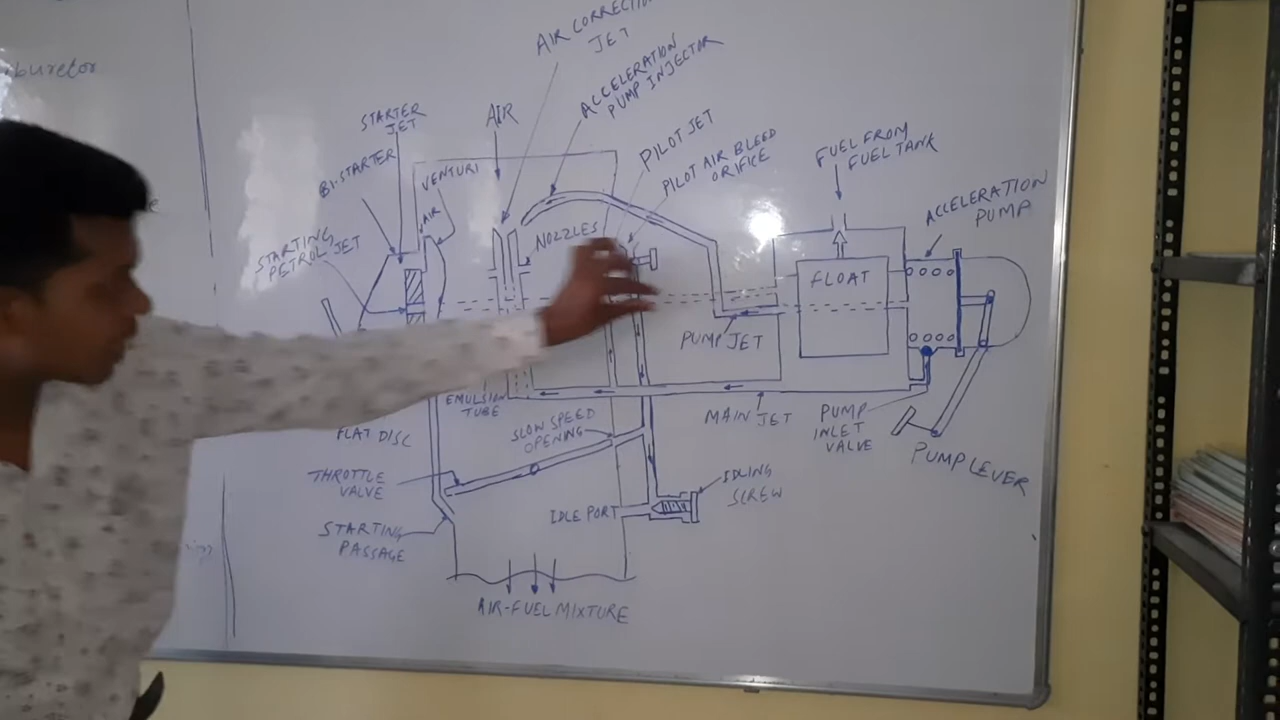 AIR CORRECTION
JET
ACCELERATION
PUMP INJECTOR
STARTER
JET
AIR
PILOT JET
PILOT AIR BLEED
ORIFICE
FUEL FROM
FUEL TANK
BI-STARTER
VENTURI
ACCELERATION
PUMP
AIR
STARTING
PETROL JET
NOZZLES
FLOAT
PUMP JET
EMULSION
TUBE
MAIN JET
PUMP
INLET
VALVE
FLAT DISC
SLOW SPEED
OPENING
PUMP LEVER
THROTTLE
VALVE
IDLING
SCREW
IDLE PORT
STARTING
PASSAGE
AIR-FUEL MIXTURE